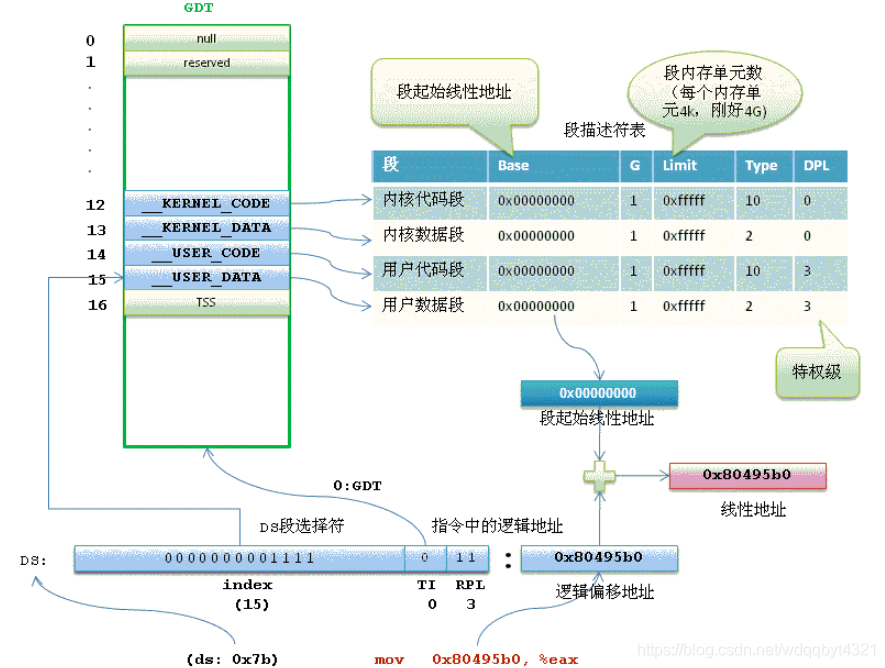 GDT
0 null
1 reserved
.
.
.
.
.
12 __KERNEL_CODE
13 __KERNEL_DATA
14 __USER_CODE
15 __USER_DATA
16 TSS
段起始线性地址
段内存单元数
（每个内存单
元4k，刚好4G)
段描述符表
段 Base G Limit Type DPL
内核代码段 0x00000000 1 0xfffff 10 0
内核数据段 0x00000000 1 0xfffff 2 0
用户代码段 0x00000000 1 0xfffff 10 3
用户数据段 0x00000000 1 0xfffff 2 3
特权级
0x00000000
段起始线性地址
0x80495b0
线性地址
0:GDT
DS段选择符
指令中的逻辑地址
DS: 0000000001111 0 11 : 0x80495b0
index TI RPL
(15) 0 3
逻辑偏移地址
(ds: 0x7b)
mov 0x80495b0, %eax
https://blog.csdn.net/wdqqbyt4321